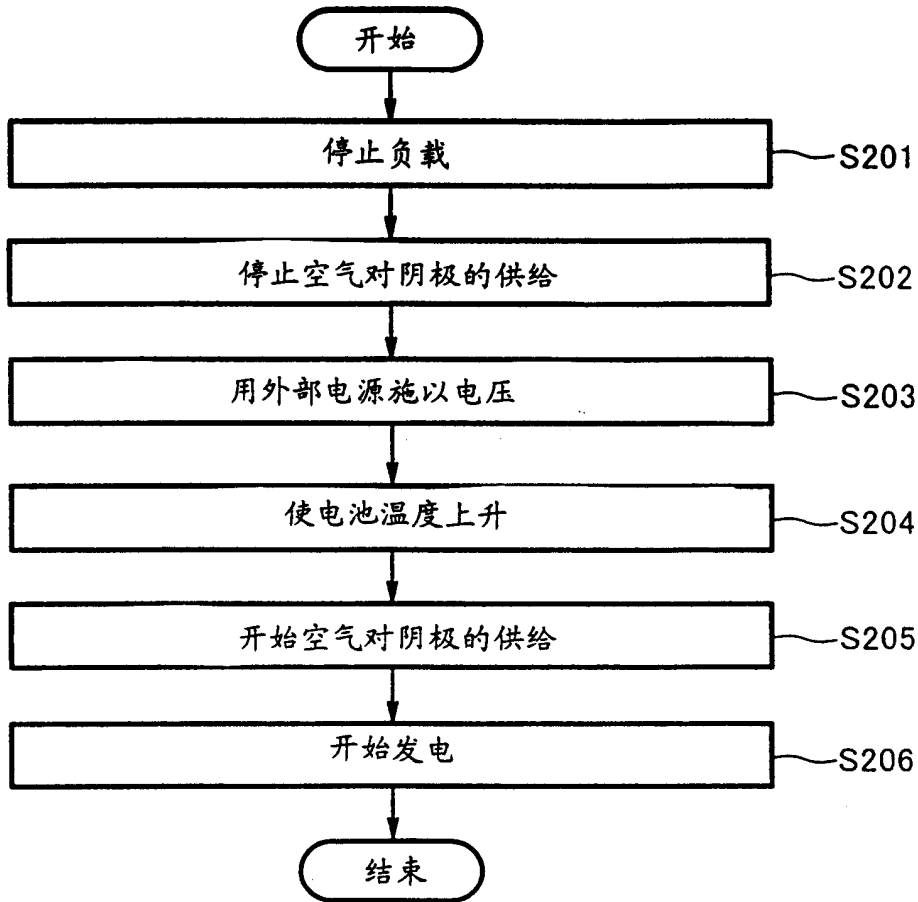 开始
停止负载
S201
停止空气对阴极的供给
S202
用外部电源施以电压
S203
使电池温度上升
S204
开始空气对阴极的供给
S205
开始发电
S206
结束